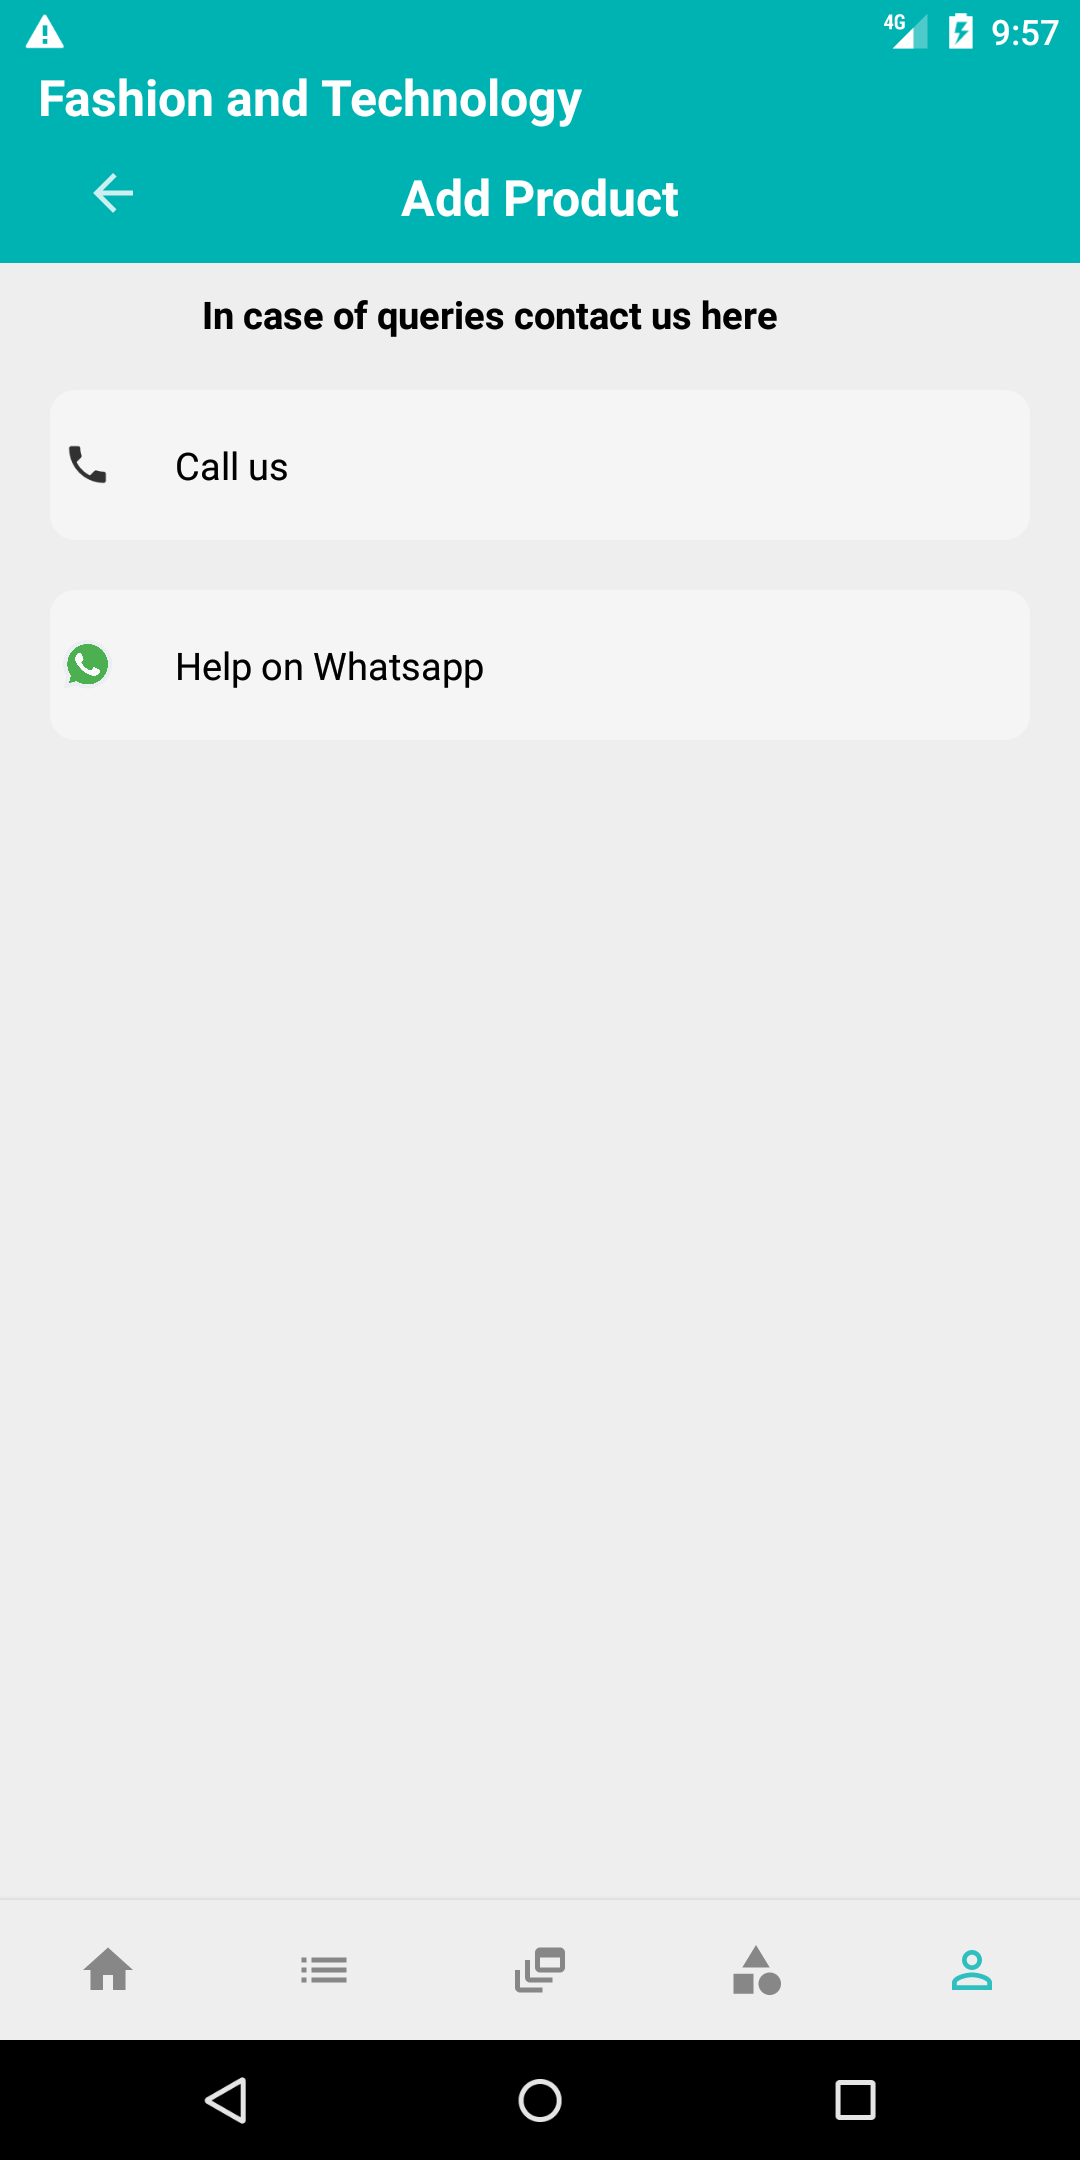 4G 9:57
Fashion and Technology
Add Product
In case of queries contact us here
Call us
Help on Whatsapp